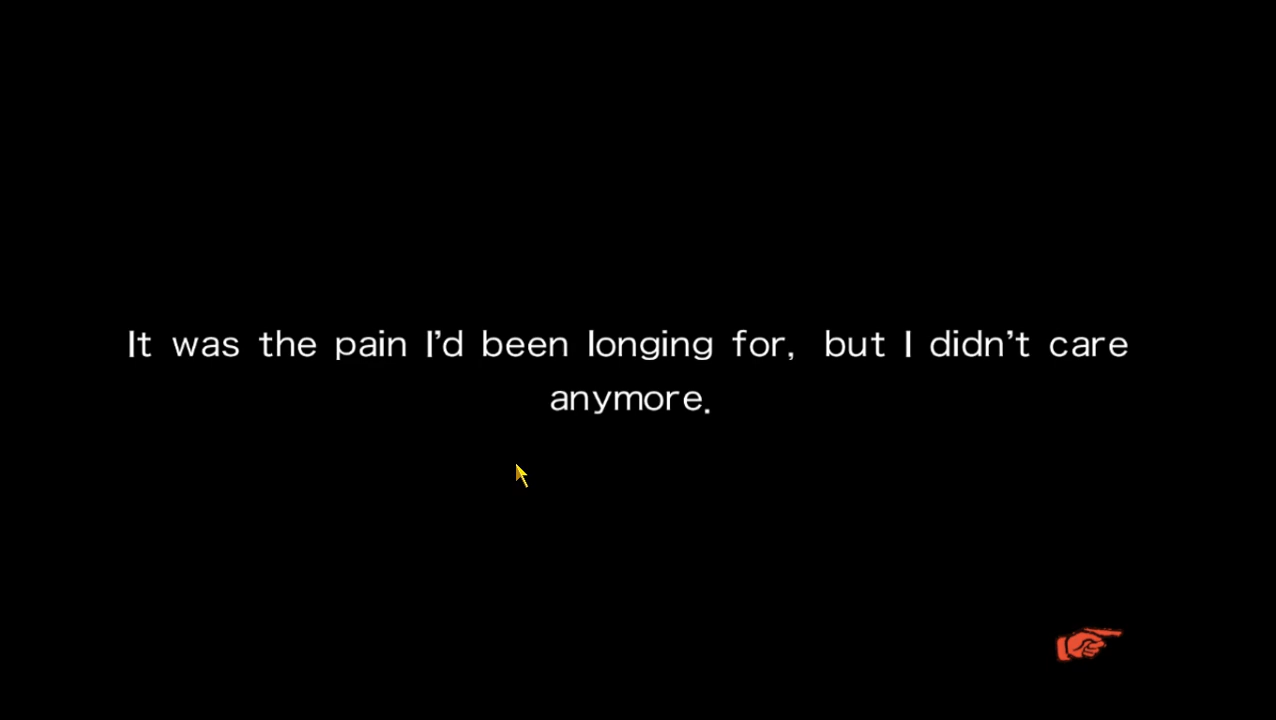 It was the pain I'd been longing for, but I didn't care
anymore.